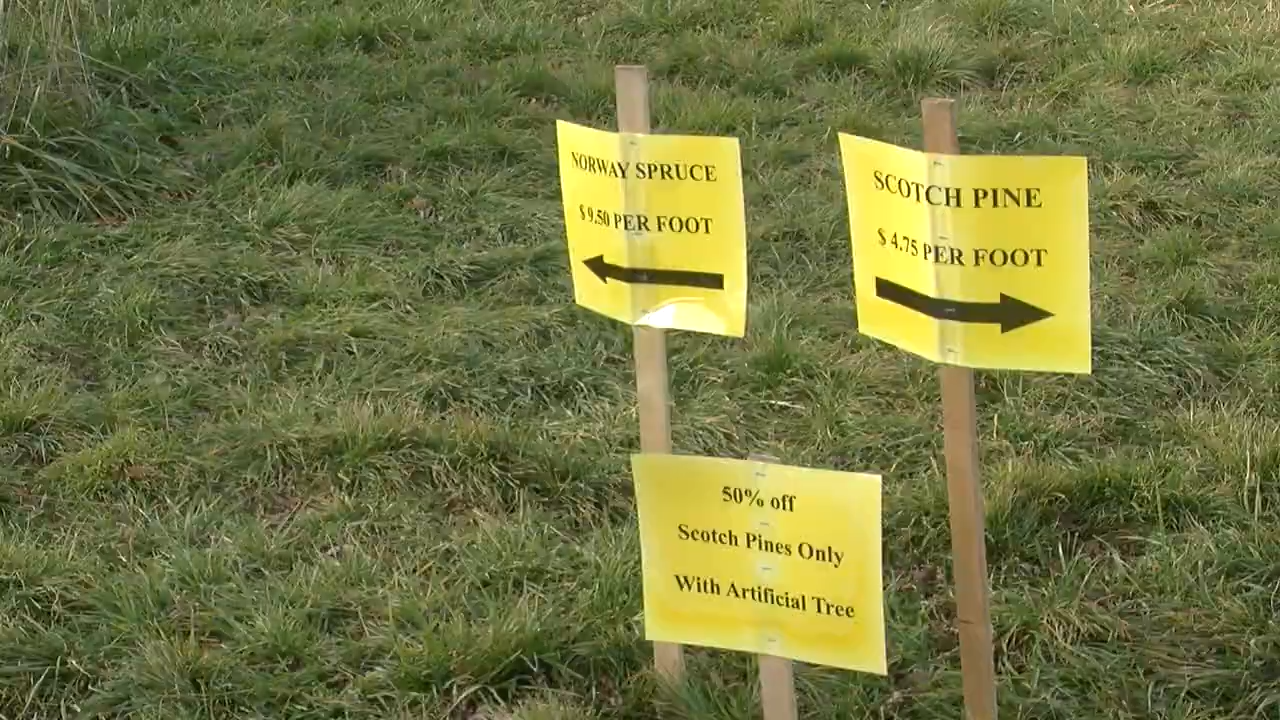 NORWAY SPRUCE
$ 9.50 PER FOOT
SCOTCH PINE
$ 4.75 PER FOOT
50% off
Scotch Pines Only
With Artificial Tree